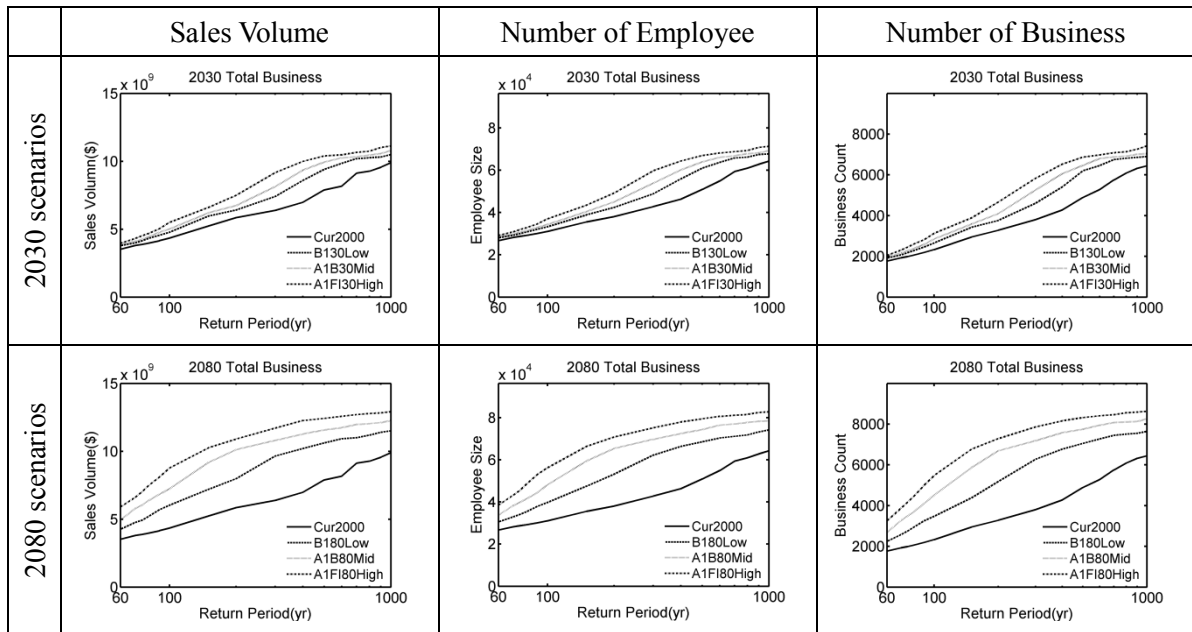 Sales Volume
Number of Employee
Number of Business
2030 scenarios
2030 Total Business
x 10^9
15
10
5
0
Sales Volumn($)
Cur2000
B130Low
A1B30Mid
A1FI30High
60
100
1000
Return Period(yr)
2030 Total Business
x 10^4
8
6
4
2
0
Employee Size
Cur2000
B130Low
A1B30Mid
A1FI30High
60
100
1000
Return Period(yr)
2030 Total Business
8000
6000
4000
2000
0
Business Count
Cur2000
B130Low
A1B30Mid
A1FI30High
60
100
1000
Return Period(yr)
2080 scenarios
2080 Total Business
x 10^9
15
10
5
0
Sales Volume($)
Cur2000
B180Low
A1B80Mid
A1FI80High
60
100
1000
Return Period(yr)
2080 Total Business
x 10^4
8
6
4
2
0
Employee Size
Cur2000
B180Low
A1B80Mid
A1FI80High
60
100
1000
Return Period(yr)
2080 Total Business
8000
6000
4000
2000
0
Business Count
Cur2000
B180Low
A1B80Mid
A1FI80High
60
100
1000
Return Period(yr)